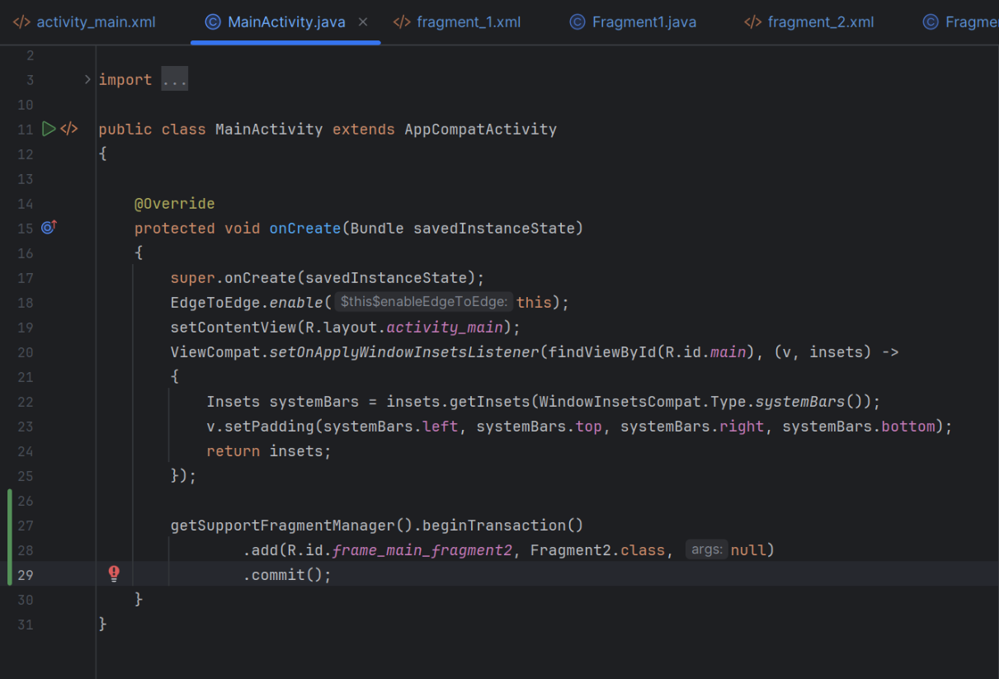 activity_main.xml MainActivity.java fragment_1.xml Fragment1.java fragment_2.xml Fragme
2
3 import ...
10
11 public class MainActivity extends AppCompatActivity
12 {
13
14 @Override
15 protected void onCreate(Bundle savedInstanceState)
16 {
17 super.onCreate(savedInstanceState);
18 EdgeToEdge.enable( $this$enableEdgeToEdge: this);
19 setContentView(R.layout.activity_main);
20 ViewCompat.setOnApplyWindowInsetsListener(findViewById(R.id.main), (v, insets) ->
21 {
22 Insets systemBars = insets.getInsets(WindowInsetsCompat.Type.systemBars());
23 v.setPadding(systemBars.left, systemBars.top, systemBars.right, systemBars.bottom);
24 return insets;
25 });
26
27 getSupportFragmentManager().beginTransaction()
28 .add(R.id.frame_main_fragment2, Fragment2.class, args: null)
29 .commit();
30 }
31 }